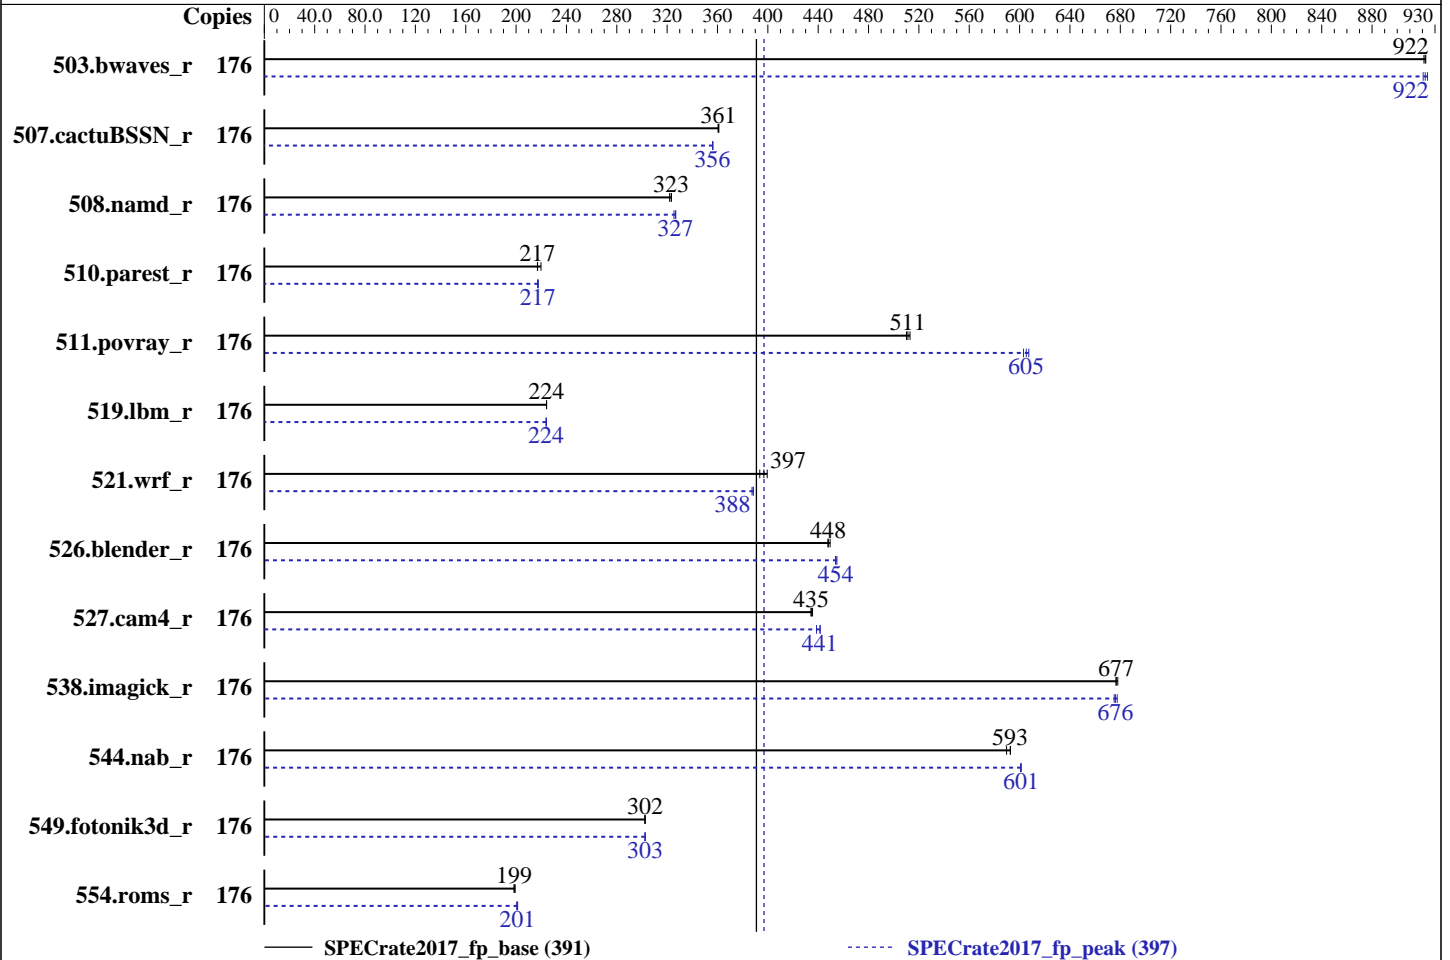 Copies 0 40.0 80.0 120 160 200 240 280 320 360 400 440 480 520 560 600 640 680 720 760 800 840 880 930
922
503.bwaves_r 176
922
361
507.cactuBSSN_r 176
356
323
508.namd_r 176
327
217
510.parest_r 176
217
511
511.povray_r 176
605
224
519.lbm_r 176
224
397
521.wrf_r 176
388
448
526.blender_r 176
454
435
527.cam4_r 176
441
677
538.imagick_r 176
676
593
544.nab_r 176
601
302
549.fotonik3d_r 176
303
199
554.roms_r 176
201
SPECrate2017_fp_base (391) SPECrate2017_fp_peak (397)